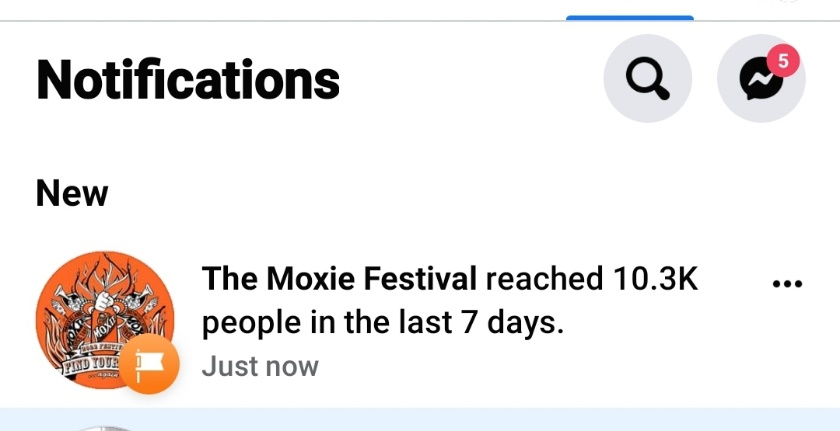 Notifications
5
New
The Moxie Festival reached 10.3K
people in the last 7 days.
Just now
MOXIE
FIND YOUR